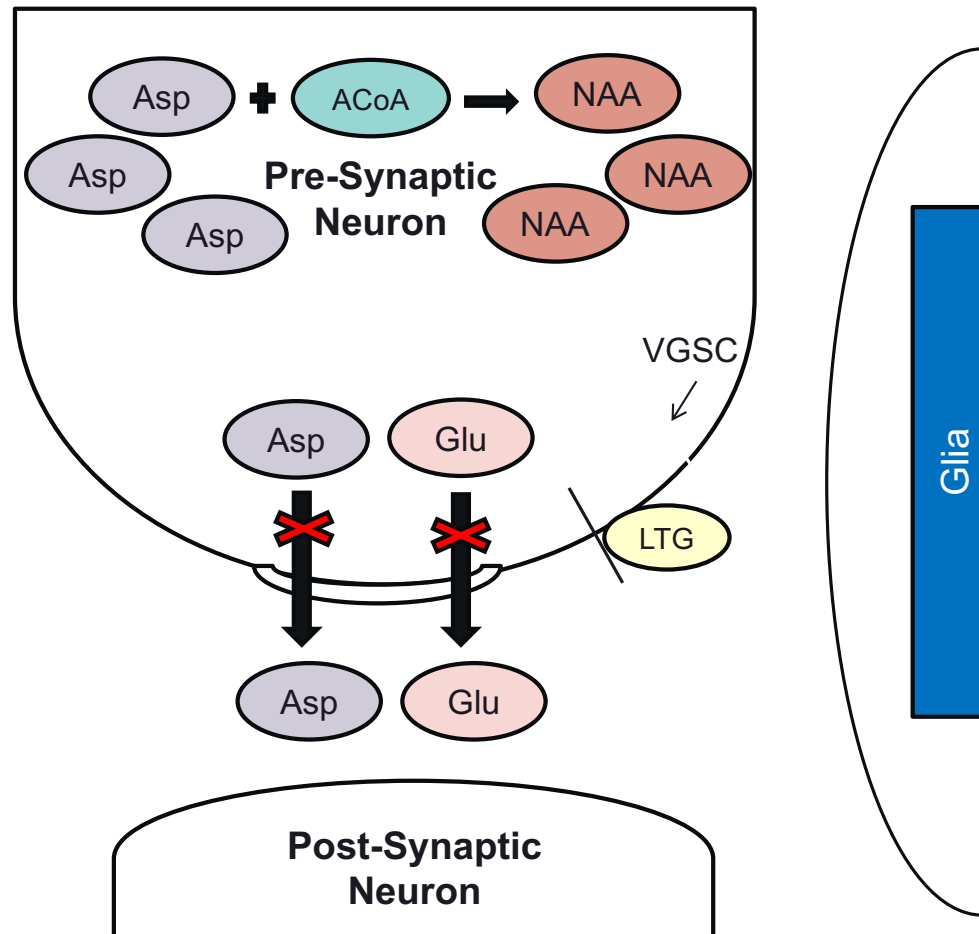 Asp
ACoA
NAA
Asp
NAA
Asp
Pre-Synaptic
Neuron
NAA
VGSC
Asp
Glu
LTG
Glia
Asp
Glu
Post-Synaptic
Neuron